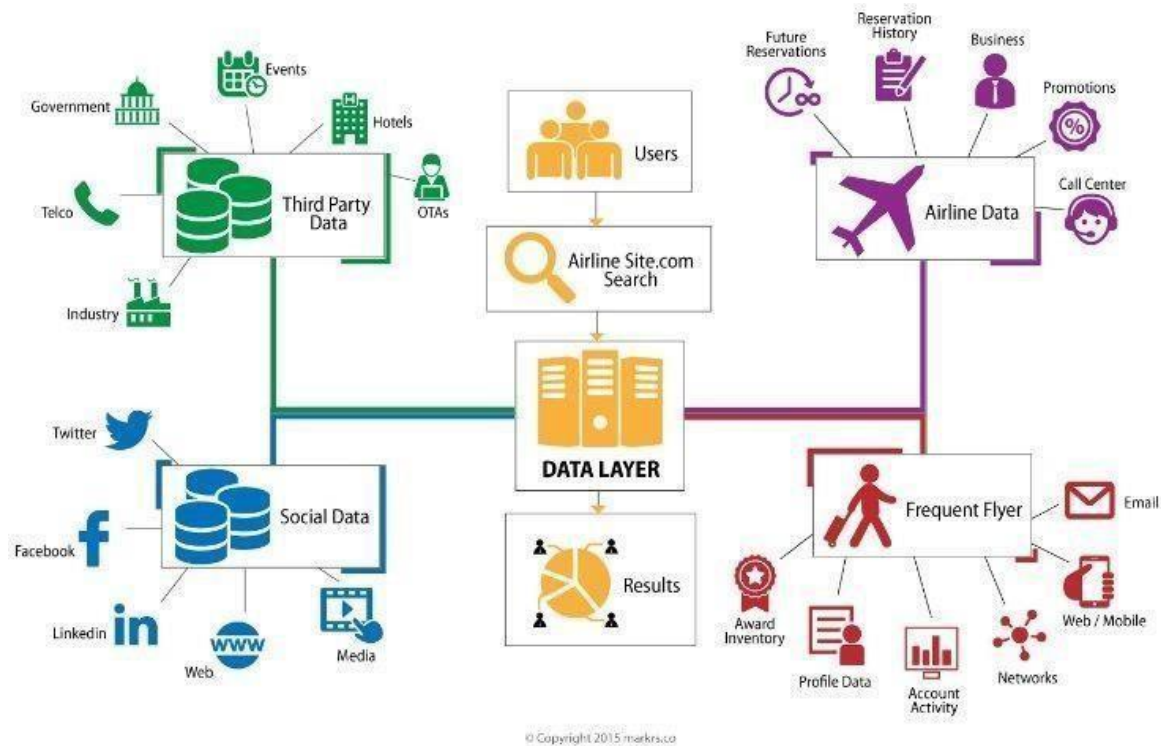 Government
Events
Hotels
Telco
Third Party
Data
OTAs
Industry
Users
Airline Site.com
Search
DATA LAYER
Results
Future
Reservations
Reservation
History
Business
Promotions
%
Airline Data
Call Center
Twitter
Social Data
Facebook
f
Linkedin
in
Web
www
Media
Frequent Flyer
Email
Award
Inventory
Profile Data
Account
Activity
Networks
Web / Mobile
H
© Copyright 2015 markrs.co